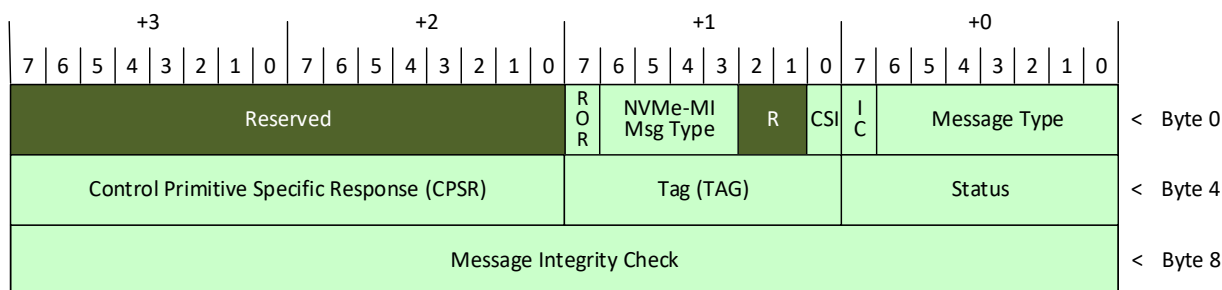 +3 +2 +1 +0
7 6 5 4 3 2 1 0 7 6 5 4 3 2 1 0 7 6 5 4 3 2 1 0 7 6 5 4 3 2 1 0
Reserved ROR NVMe-MI Msg Type R CSI IC Message Type < Byte 0
Control Primitive Specific Response (CPSR) Tag (TAG) Status < Byte 4
Message Integrity Check < Byte 8